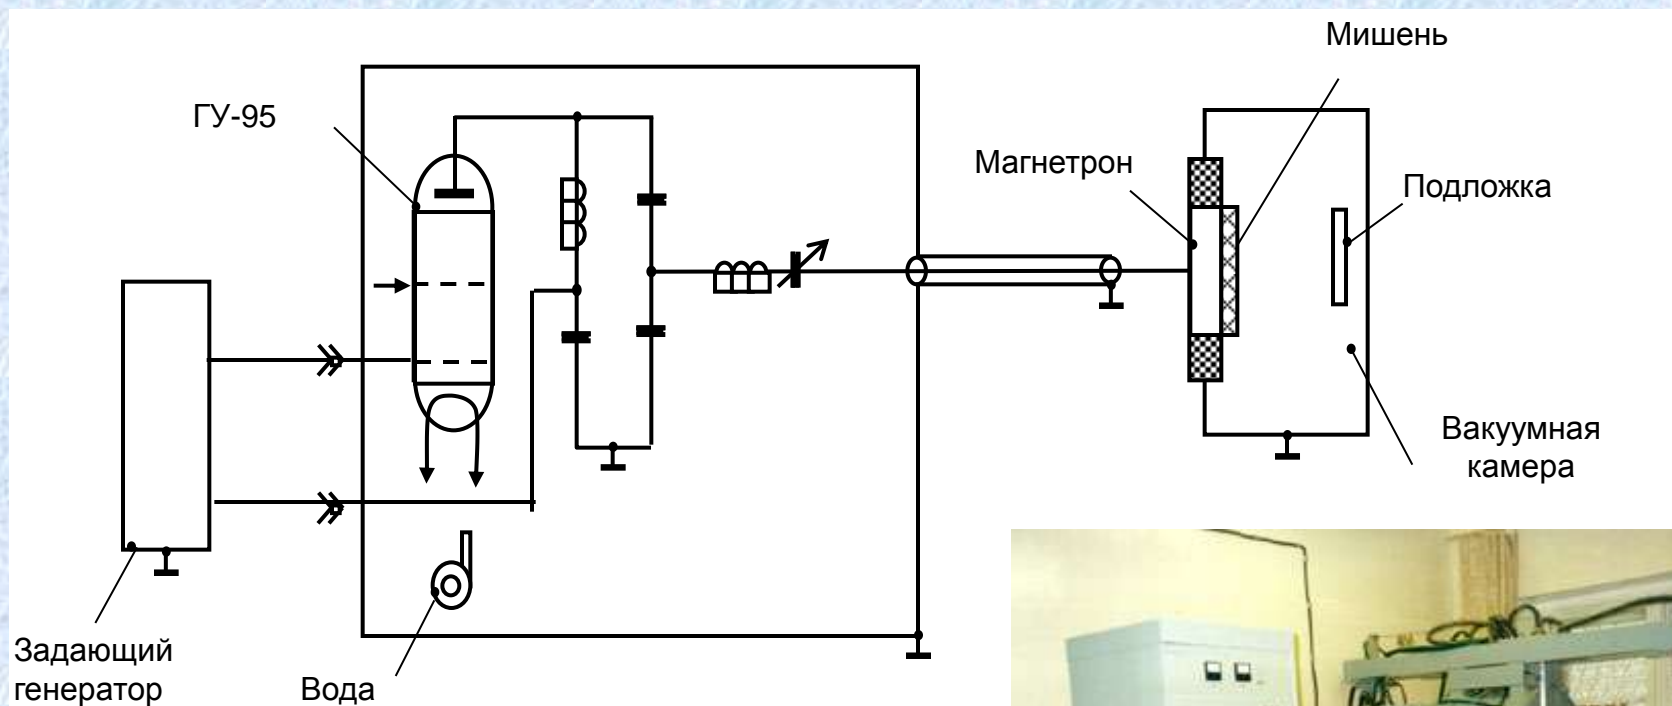 Мишень
ГУ-95
Магнетрон
Подложка
Вакуумная
камера
Задающий
генератор
Вода